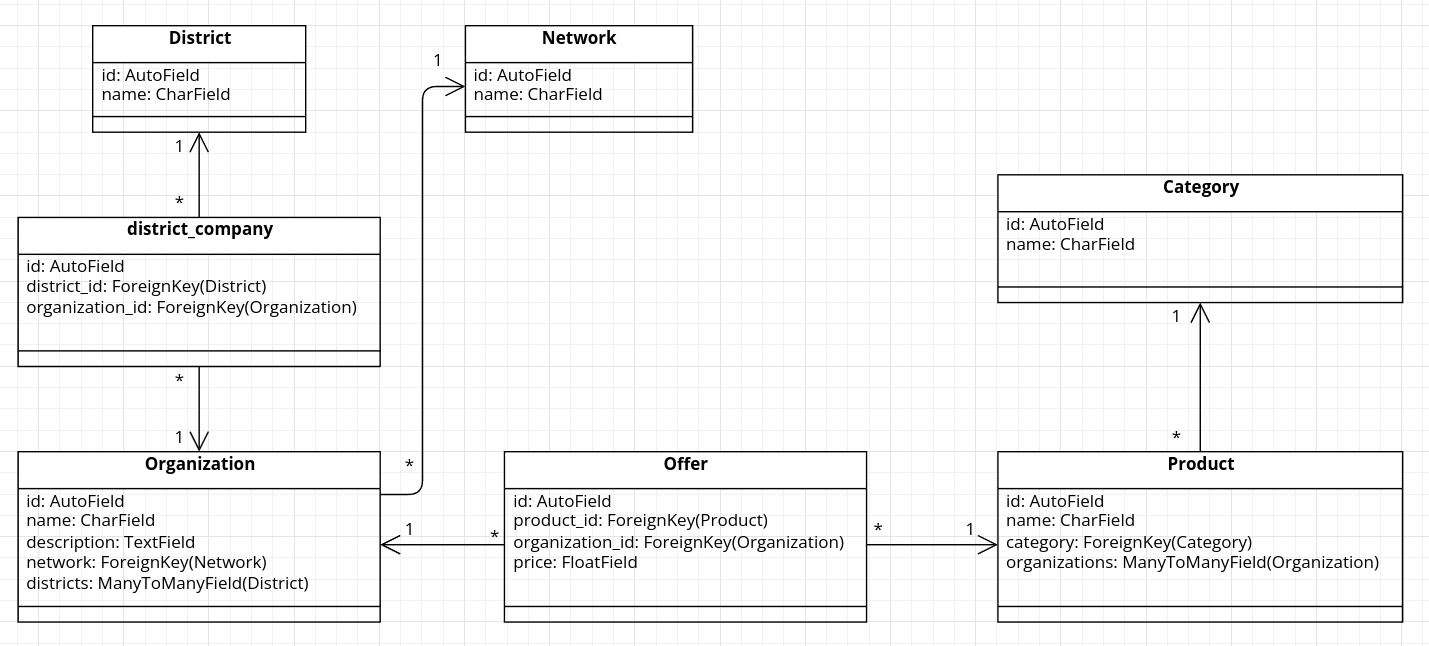 District
id: AutoField
name: CharField
Network
id: AutoField
name: CharField
1
1
*
district_company
id: AutoField
district_id: ForeignKey(District)
organization_id: ForeignKey(Organization)
*
1
Category
id: AutoField
name: CharField
1
*
Organization
id: AutoField
name: CharField
description: TextField
network: ForeignKey(Network)
districts: ManyToManyField(District)
*
1
*
Offer
id: AutoField
product_id: ForeignKey(Product)
organization_id: ForeignKey(Organization)
price: FloatField
*
1
Product
id: AutoField
name: CharField
category: ForeignKey(Category)
organizations: ManyToManyField(Organization)